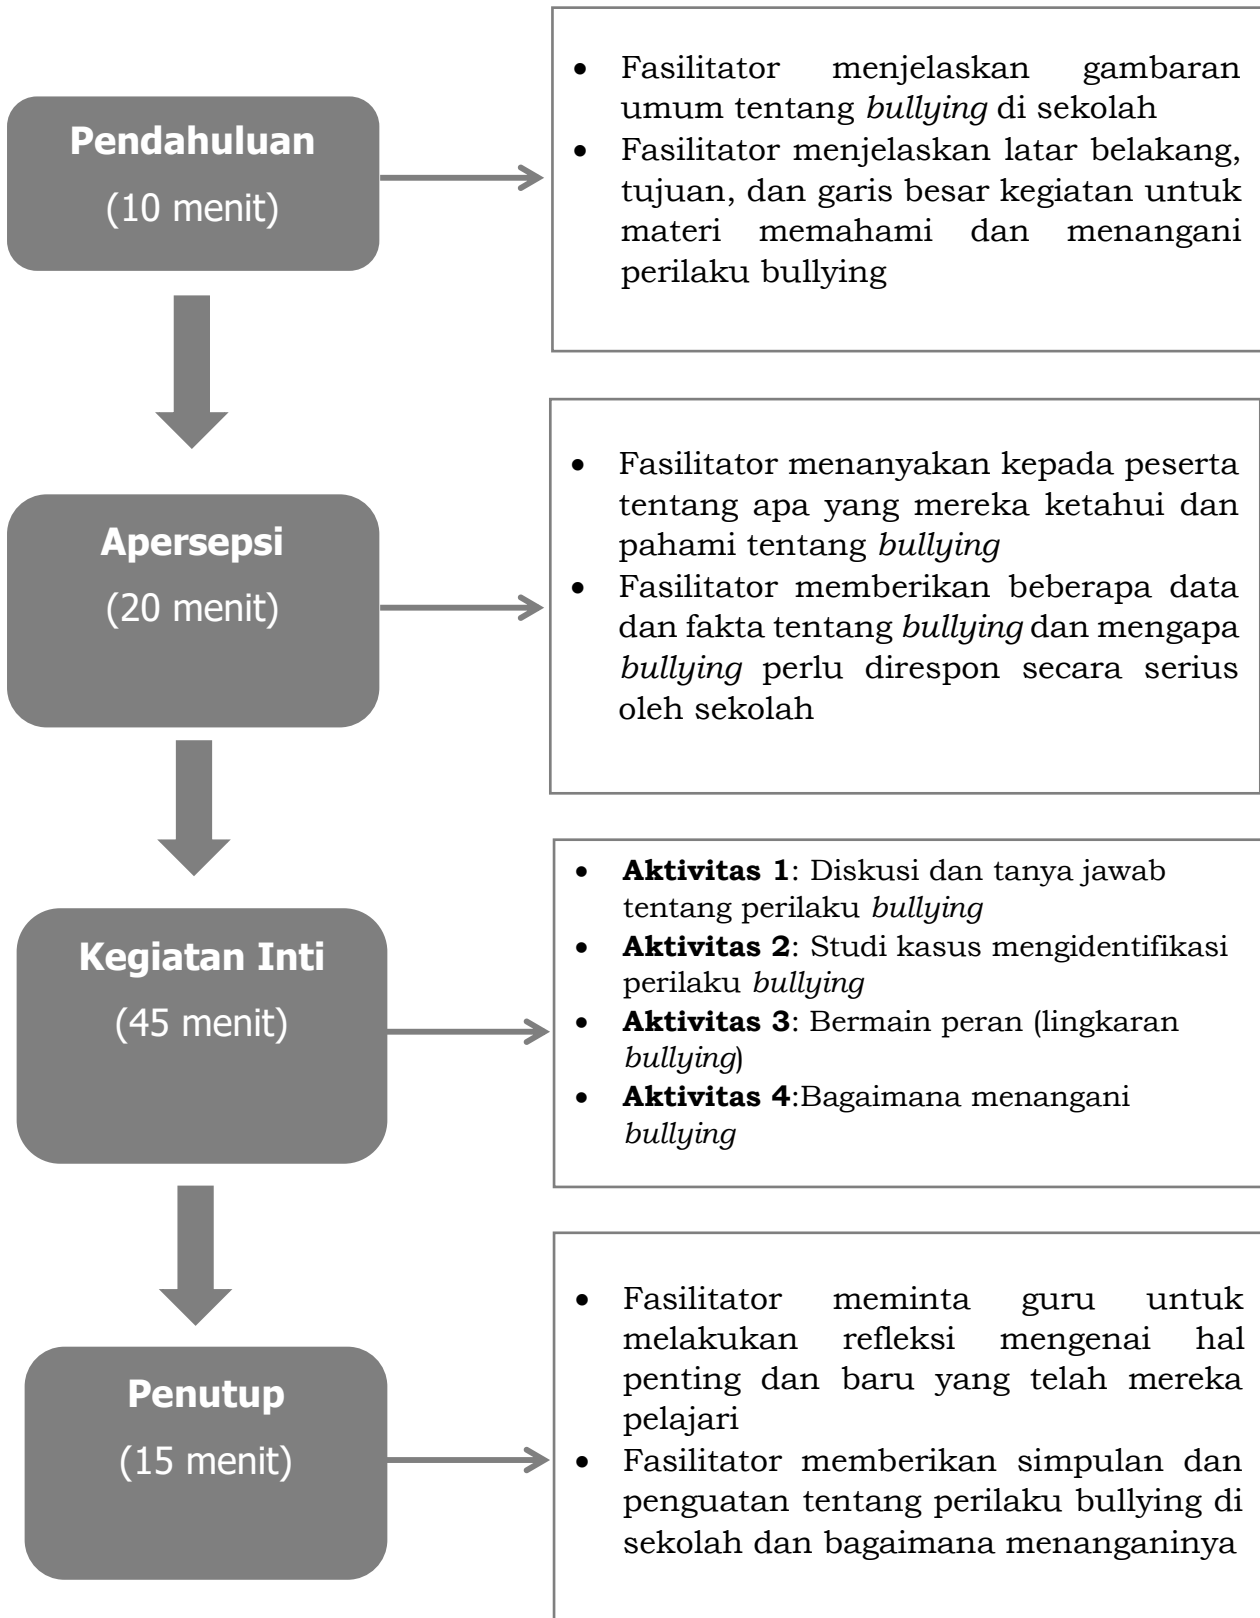 Pendahuluan
(10 menit)
• Fasilitator menjelaskan gambaran
umum tentang bullying di sekolah
• Fasilitator menjelaskan latar belakang,
tujuan, dan garis besar kegiatan untuk
materi memahami dan menangani
perilaku bullying
Apersepsi
(20 menit)
• Fasilitator menanyakan kepada peserta
tentang apa yang mereka ketahui dan
pahami tentang bullying
• Fasilitator memberikan beberapa data
dan fakta tentang bullying dan mengapa
bullying perlu direspon secara serius
oleh sekolah
Kegiatan Inti
(45 menit)
• Aktivitas 1: Diskusi dan tanya jawab
tentang perilaku bullying
• Aktivitas 2: Studi kasus mengidentifikasi
perilaku bullying
• Aktivitas 3: Bermain peran (lingkaran
bullying)
• Aktivitas 4:Bagaimana menangani
bullying
Penutup
(15 menit)
• Fasilitator meminta guru untuk
melakukan refleksi mengenai hal
penting dan baru yang telah mereka
pelajari
• Fasilitator memberikan simpulan dan
penguatan tentang perilaku bullying di
sekolah dan bagaimana menanganinya